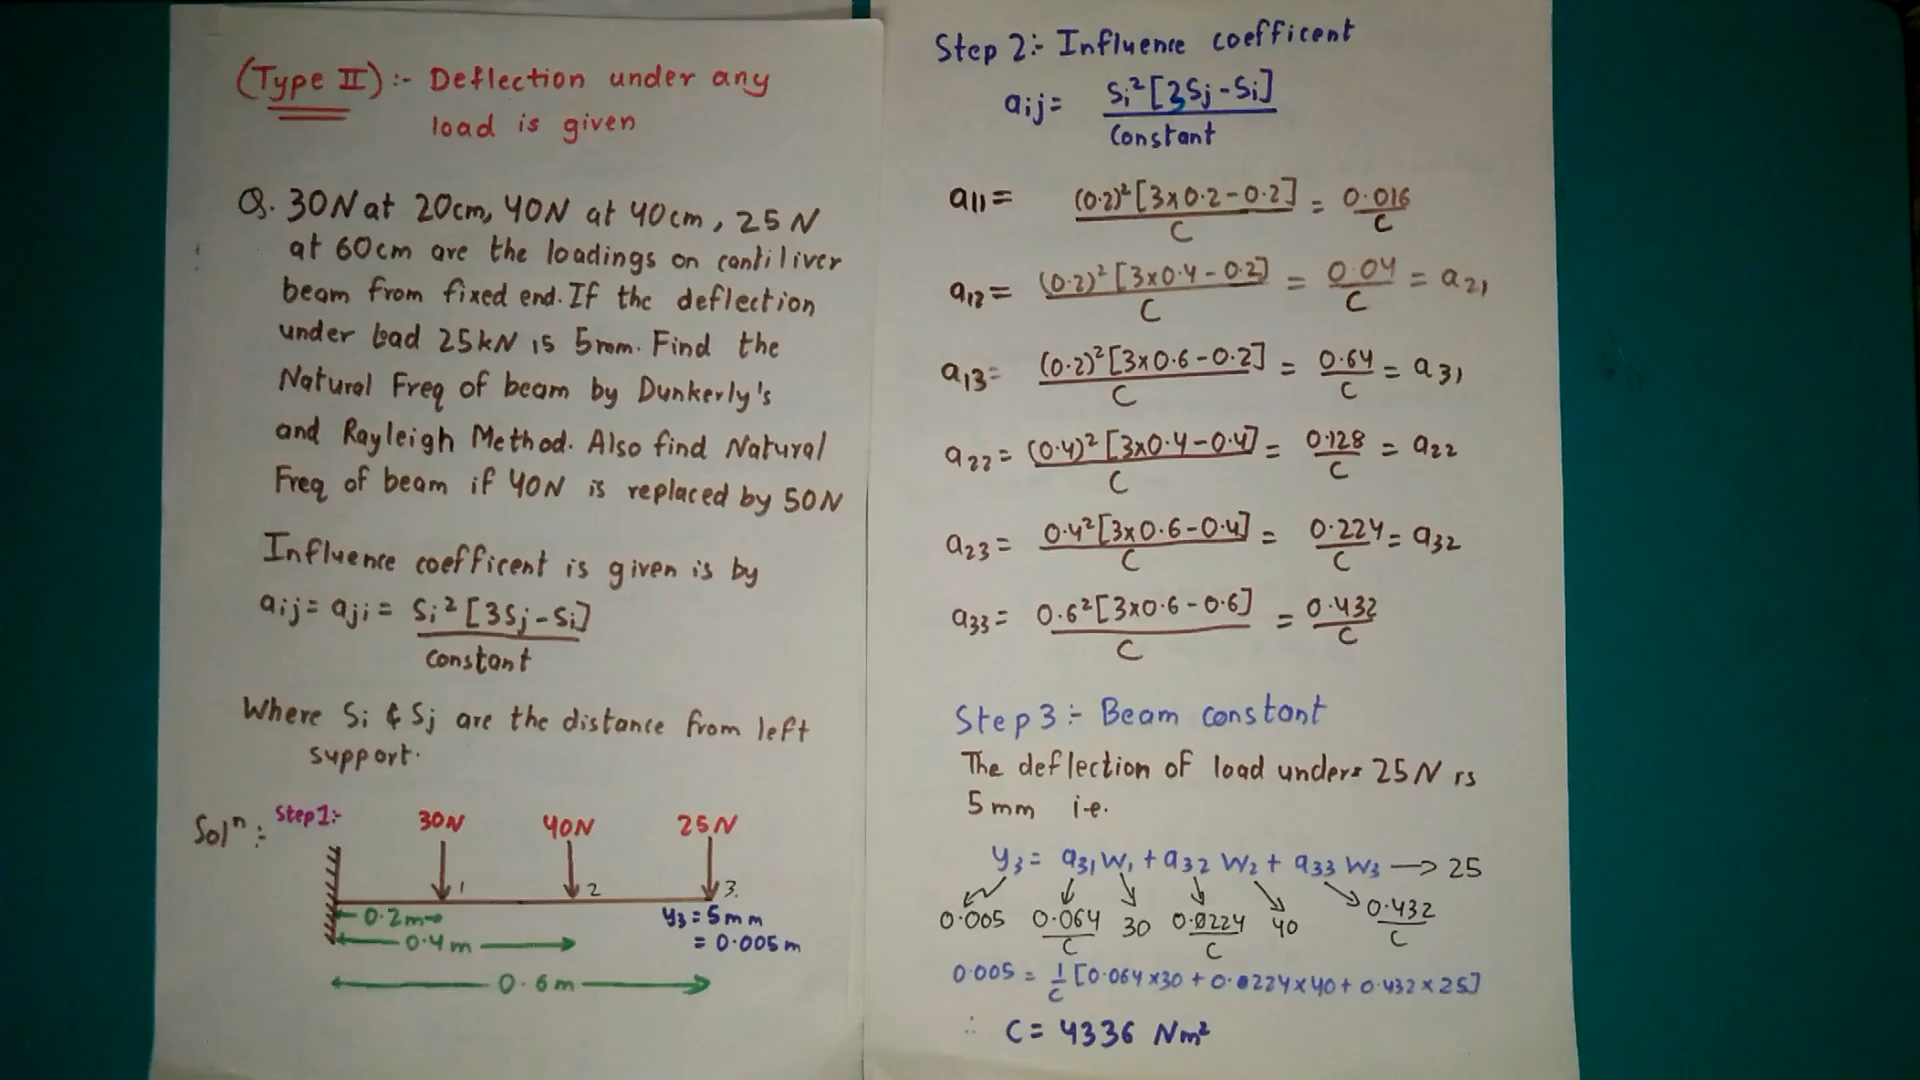 (Type II):- Deflection under any
load is given
Q. 30N at 20cm, 40N at 40cm, 25N
at 60cm are the loadings on cantiliver
beam from fixed end. If the deflection
under load 25kN is 5mm. Find the
Natural Freq of beam by Dunkerly's
and Rayleigh Method. Also find Natural
Freq of beam if 40N is replaced by 50N
Influence coefficent is given is by
aij = aji = Si² [3Sj - Si]
constant
Where Si & Sj are the distance from left
support.
Solⁿ :- Step1:-
30N 40N 25N
1 2 3.
0.2m
0.4m
0.6m
y3 = 5mm
= 0.005m
Step 2:- Influence coefficent
aij = Si² [3Sj - Si]
Constant
a11 = (0.2)² [3x0.2-0.2] / C = 0.016 / C
a12 = (0.2)² [3x0.4-0.2] / C = 0.04 / C = a21
a13 = (0.2)² [3x0.6-0.2] / C = 0.64 / C = a31
a22 = (0.4)² [3x0.4-0.4] / C = 0.128 / C = a22
a23 = 0.4² [3x0.6-0.4] / C = 0.224 / C = a32
a33 = 0.6² [3x0.6-0.6] / C = 0.432 / C
Step 3:- Beam constant
The deflection of load under 25N is
5mm i.e.
y3 = a31 W1 + a32 W2 + a33 W3 → 25
0.005 0.064/C 30 0.0224/C 40 0.432/C
0.005 = 1/C [0.064x30 + 0.0224x40 + 0.432x25]
∴ C = 4336 Nm²